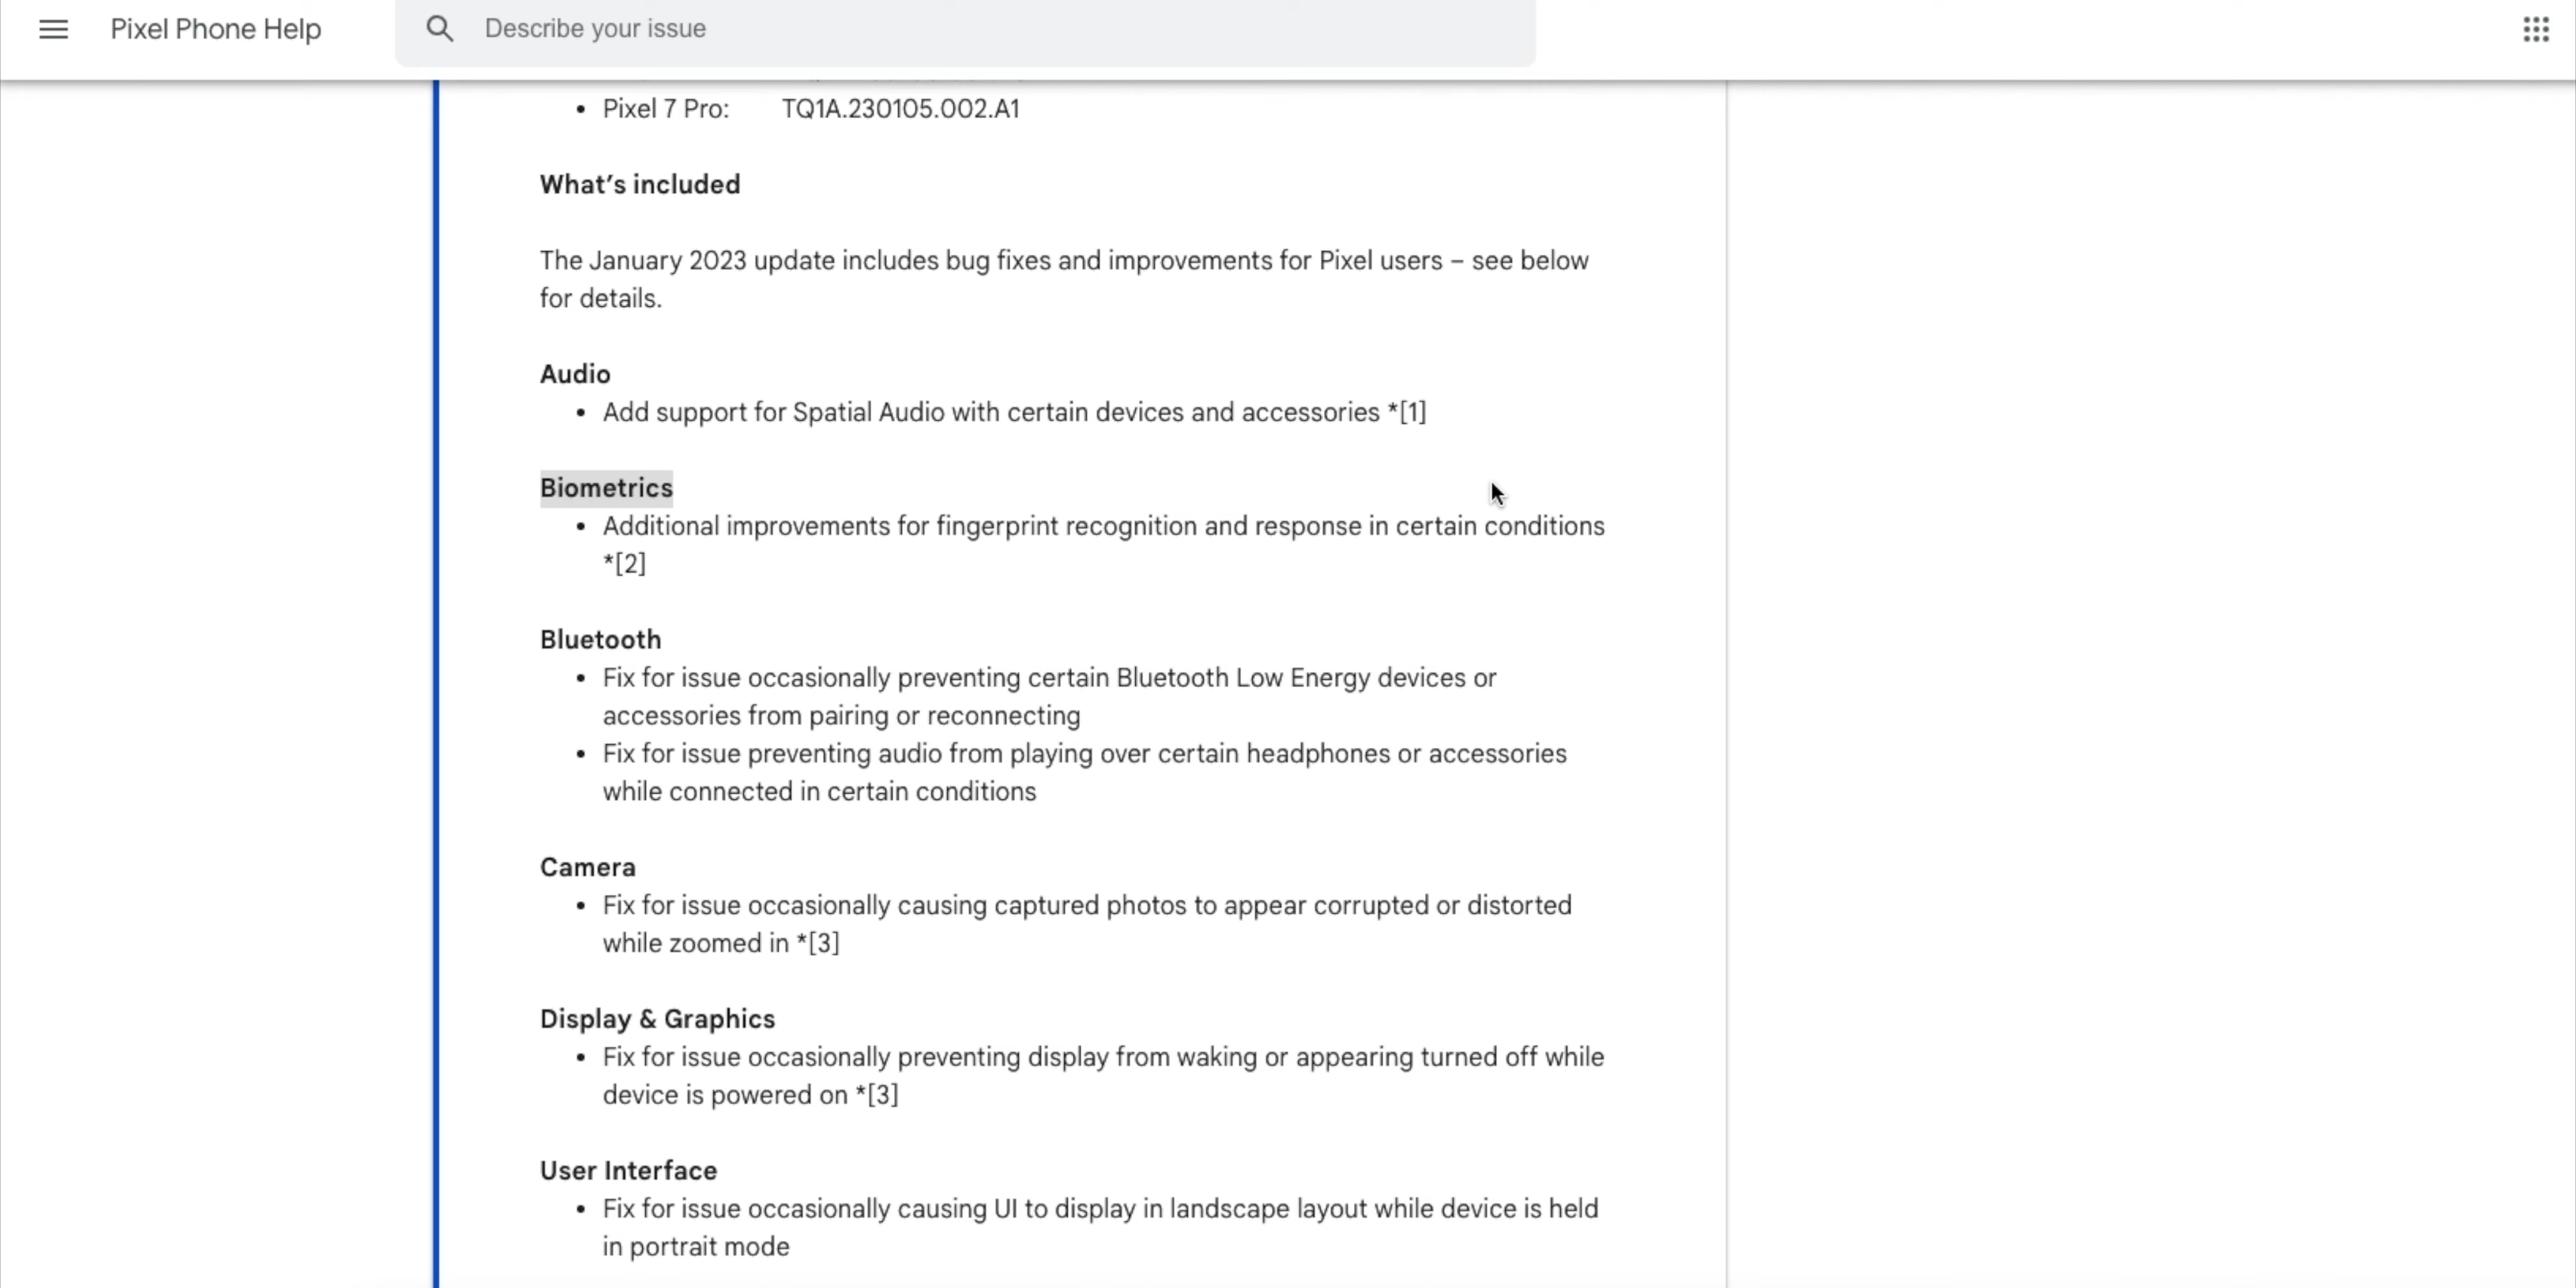 Pixel Phone Help
Describe your issue
• Pixel 7 Pro: TQ1A.230105.002.A1
What’s included
The January 2023 update includes bug fixes and improvements for Pixel users – see below
for details.
Audio
• Add support for Spatial Audio with certain devices and accessories *[1]
Biometrics
• Additional improvements for fingerprint recognition and response in certain conditions
*[2]
Bluetooth
• Fix for issue occasionally preventing certain Bluetooth Low Energy devices or
accessories from pairing or reconnecting
• Fix for issue preventing audio from playing over certain headphones or accessories
while connected in certain conditions
Camera
• Fix for issue occasionally causing captured photos to appear corrupted or distorted
while zoomed in *[3]
Display & Graphics
• Fix for issue occasionally preventing display from waking or appearing turned off while
device is powered on *[3]
User Interface
• Fix for issue occasionally causing UI to display in landscape layout while device is held
in portrait mode